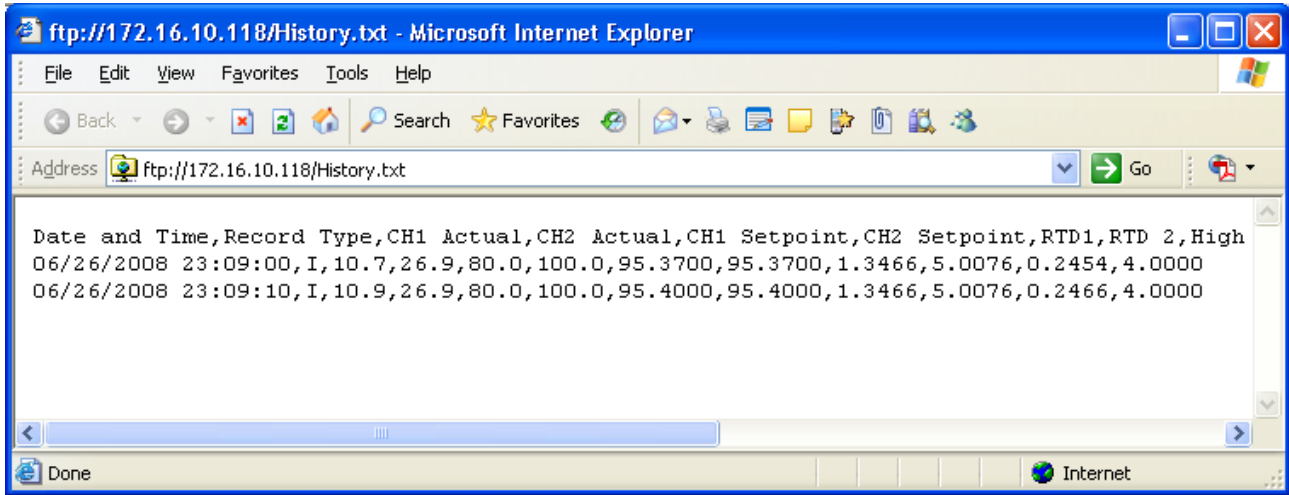 ftp://172.16.10.118/History.txt - Microsoft Internet Explorer
File Edit View Favorites Tools Help
Back Search Favorites
Address ftp://172.16.10.118/History.txt Go
Date and Time,Record Type,CH1 Actual,CH2 Actual,CH1 Setpoint,CH2 Setpoint,RTD1,RTD 2,High
06/26/2008 23:09:00,I,10.7,26.9,80.0,100.0,95.3700,95.3700,1.3466,5.0076,0.2454,4.0000
06/26/2008 23:09:10,I,10.9,26.9,80.0,100.0,95.4000,95.4000,1.3466,5.0076,0.2466,4.0000
Done Internet